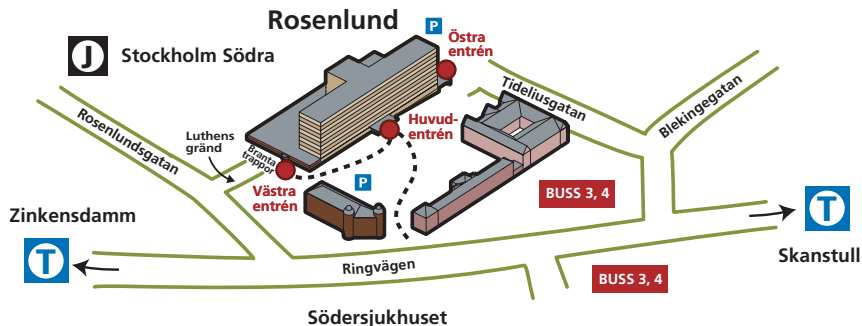 Rosenlund
P
Östra
entrén
J
Stockholm Södra
Tideliusgatan
Blekingegatan
Rosenlundsgatan
Luthens
gränd
Branta
trappor
Huvud-
entrén
Västra
entrén
P
BUSS 3, 4
Zinkensdamm
T
T
Skanstull
Ringvägen
BUSS 3, 4
Södersjukhuset